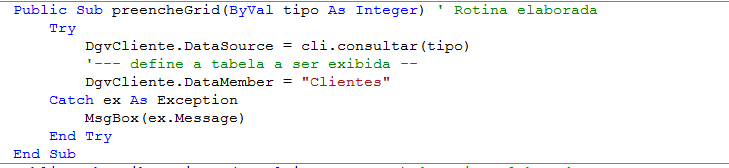 Public Sub preencheGrid(ByVal tipo As Integer) ' Rotina elaborada
Try
DgvCliente.DataSource = cli.consultar(tipo)
'--- define a tabela a ser exibida --
DgvCliente.DataMember = "Clientes"
Catch ex As Exception
MsgBox(ex.Message)
End Try
End Sub